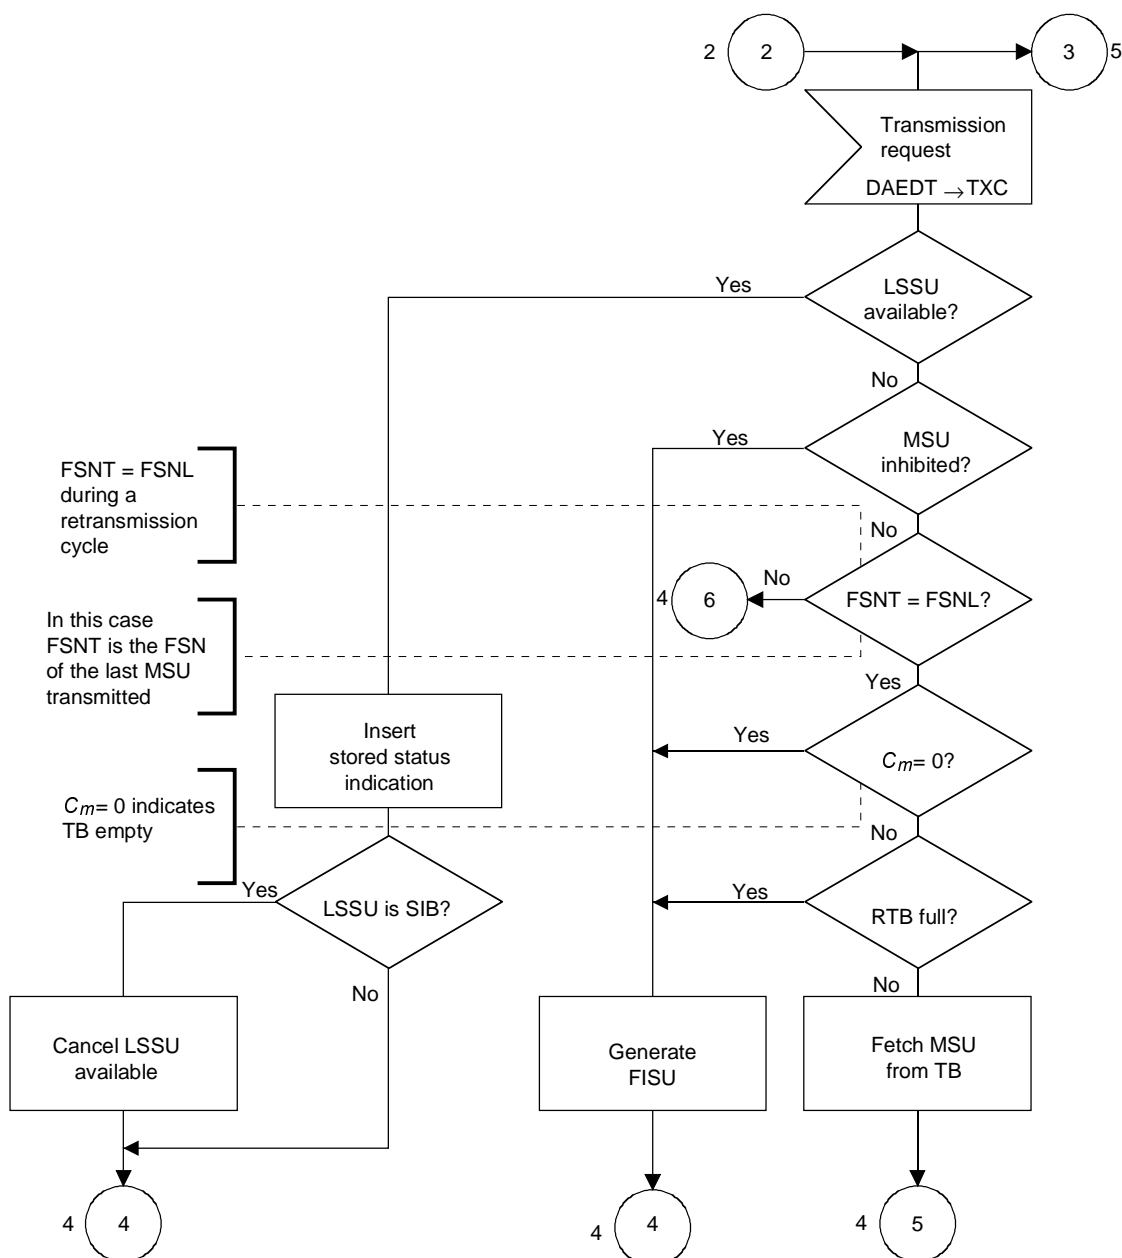 2
2
3
5
Transmission
request
DAEDT → TXC
Yes
LSSU
available?
No
Yes
MSU
inhibited?
FSNT = FSNL
during a
retransmission
cycle
No
No
4
6
FSNT = FSNL?
In this case
FSNT is the FSN
of the last MSU
transmitted
Yes
Insert
stored status
indication
Yes
Cm= 0?
Cm= 0 indicates
TB empty
No
Yes
LSSU is SIB?
Yes
RTB full?
No
No
Cancel LSSU
available
Generate
FISU
Fetch MSU
from TB
4
4
4
4
4
5